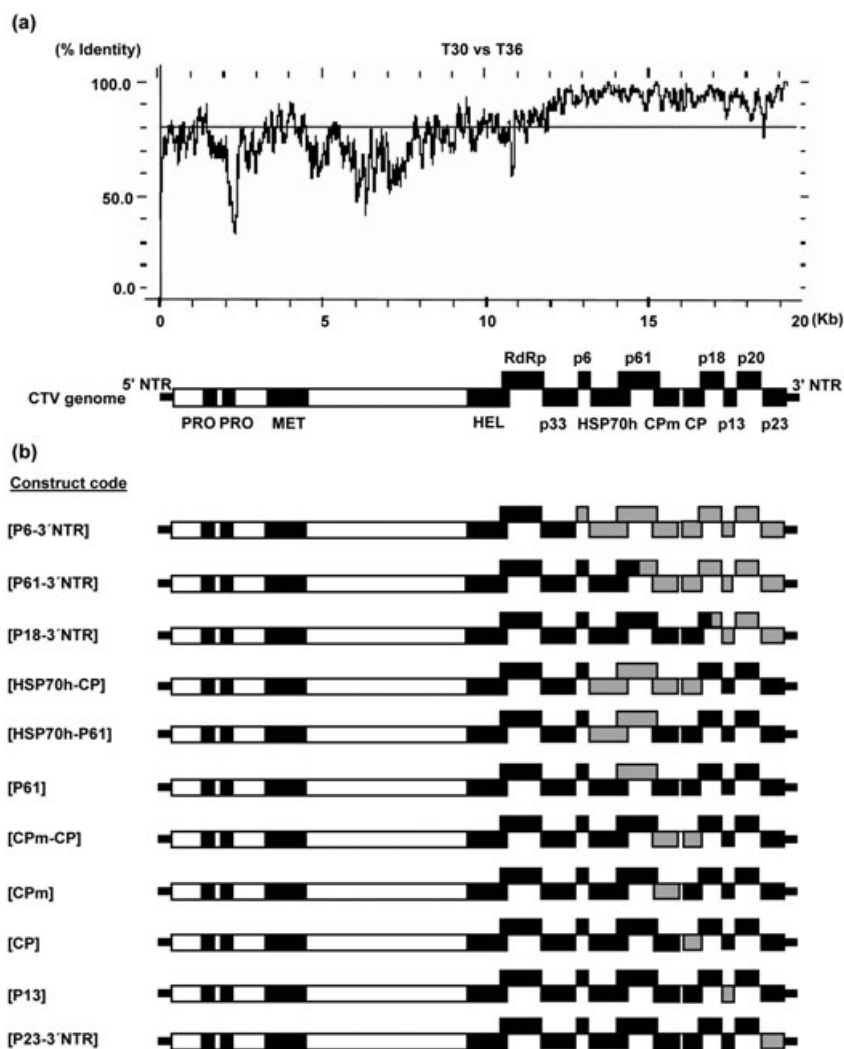 (a)
(% Identity) T30 vs T36
100.0
50.0
0.0
0 5 10 15 20 (Kb)
RdRp p6 p61 p18 p20
5' NTR 3' NTR
CTV genome
PRO PRO MET HEL p33 HSP70h CPm CP p13 p23
(b)
Construct code
[P6-3´NTR]
[P61-3´NTR]
[P18-3´NTR]
[HSP70h-CP]
[HSP70h-P61]
[P61]
[CPm-CP]
[CPm]
[CP]
[P13]
[P23-3´NTR]